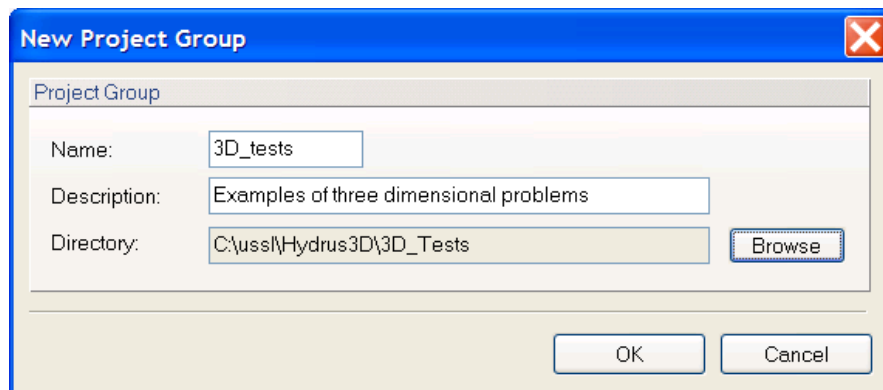 New Project Group
Project Group
Name: 3D_tests
Description: Examples of three dimensional problems
Directory: C:\ussl\Hydrus3D\3D_Tests Browse
OK Cancel